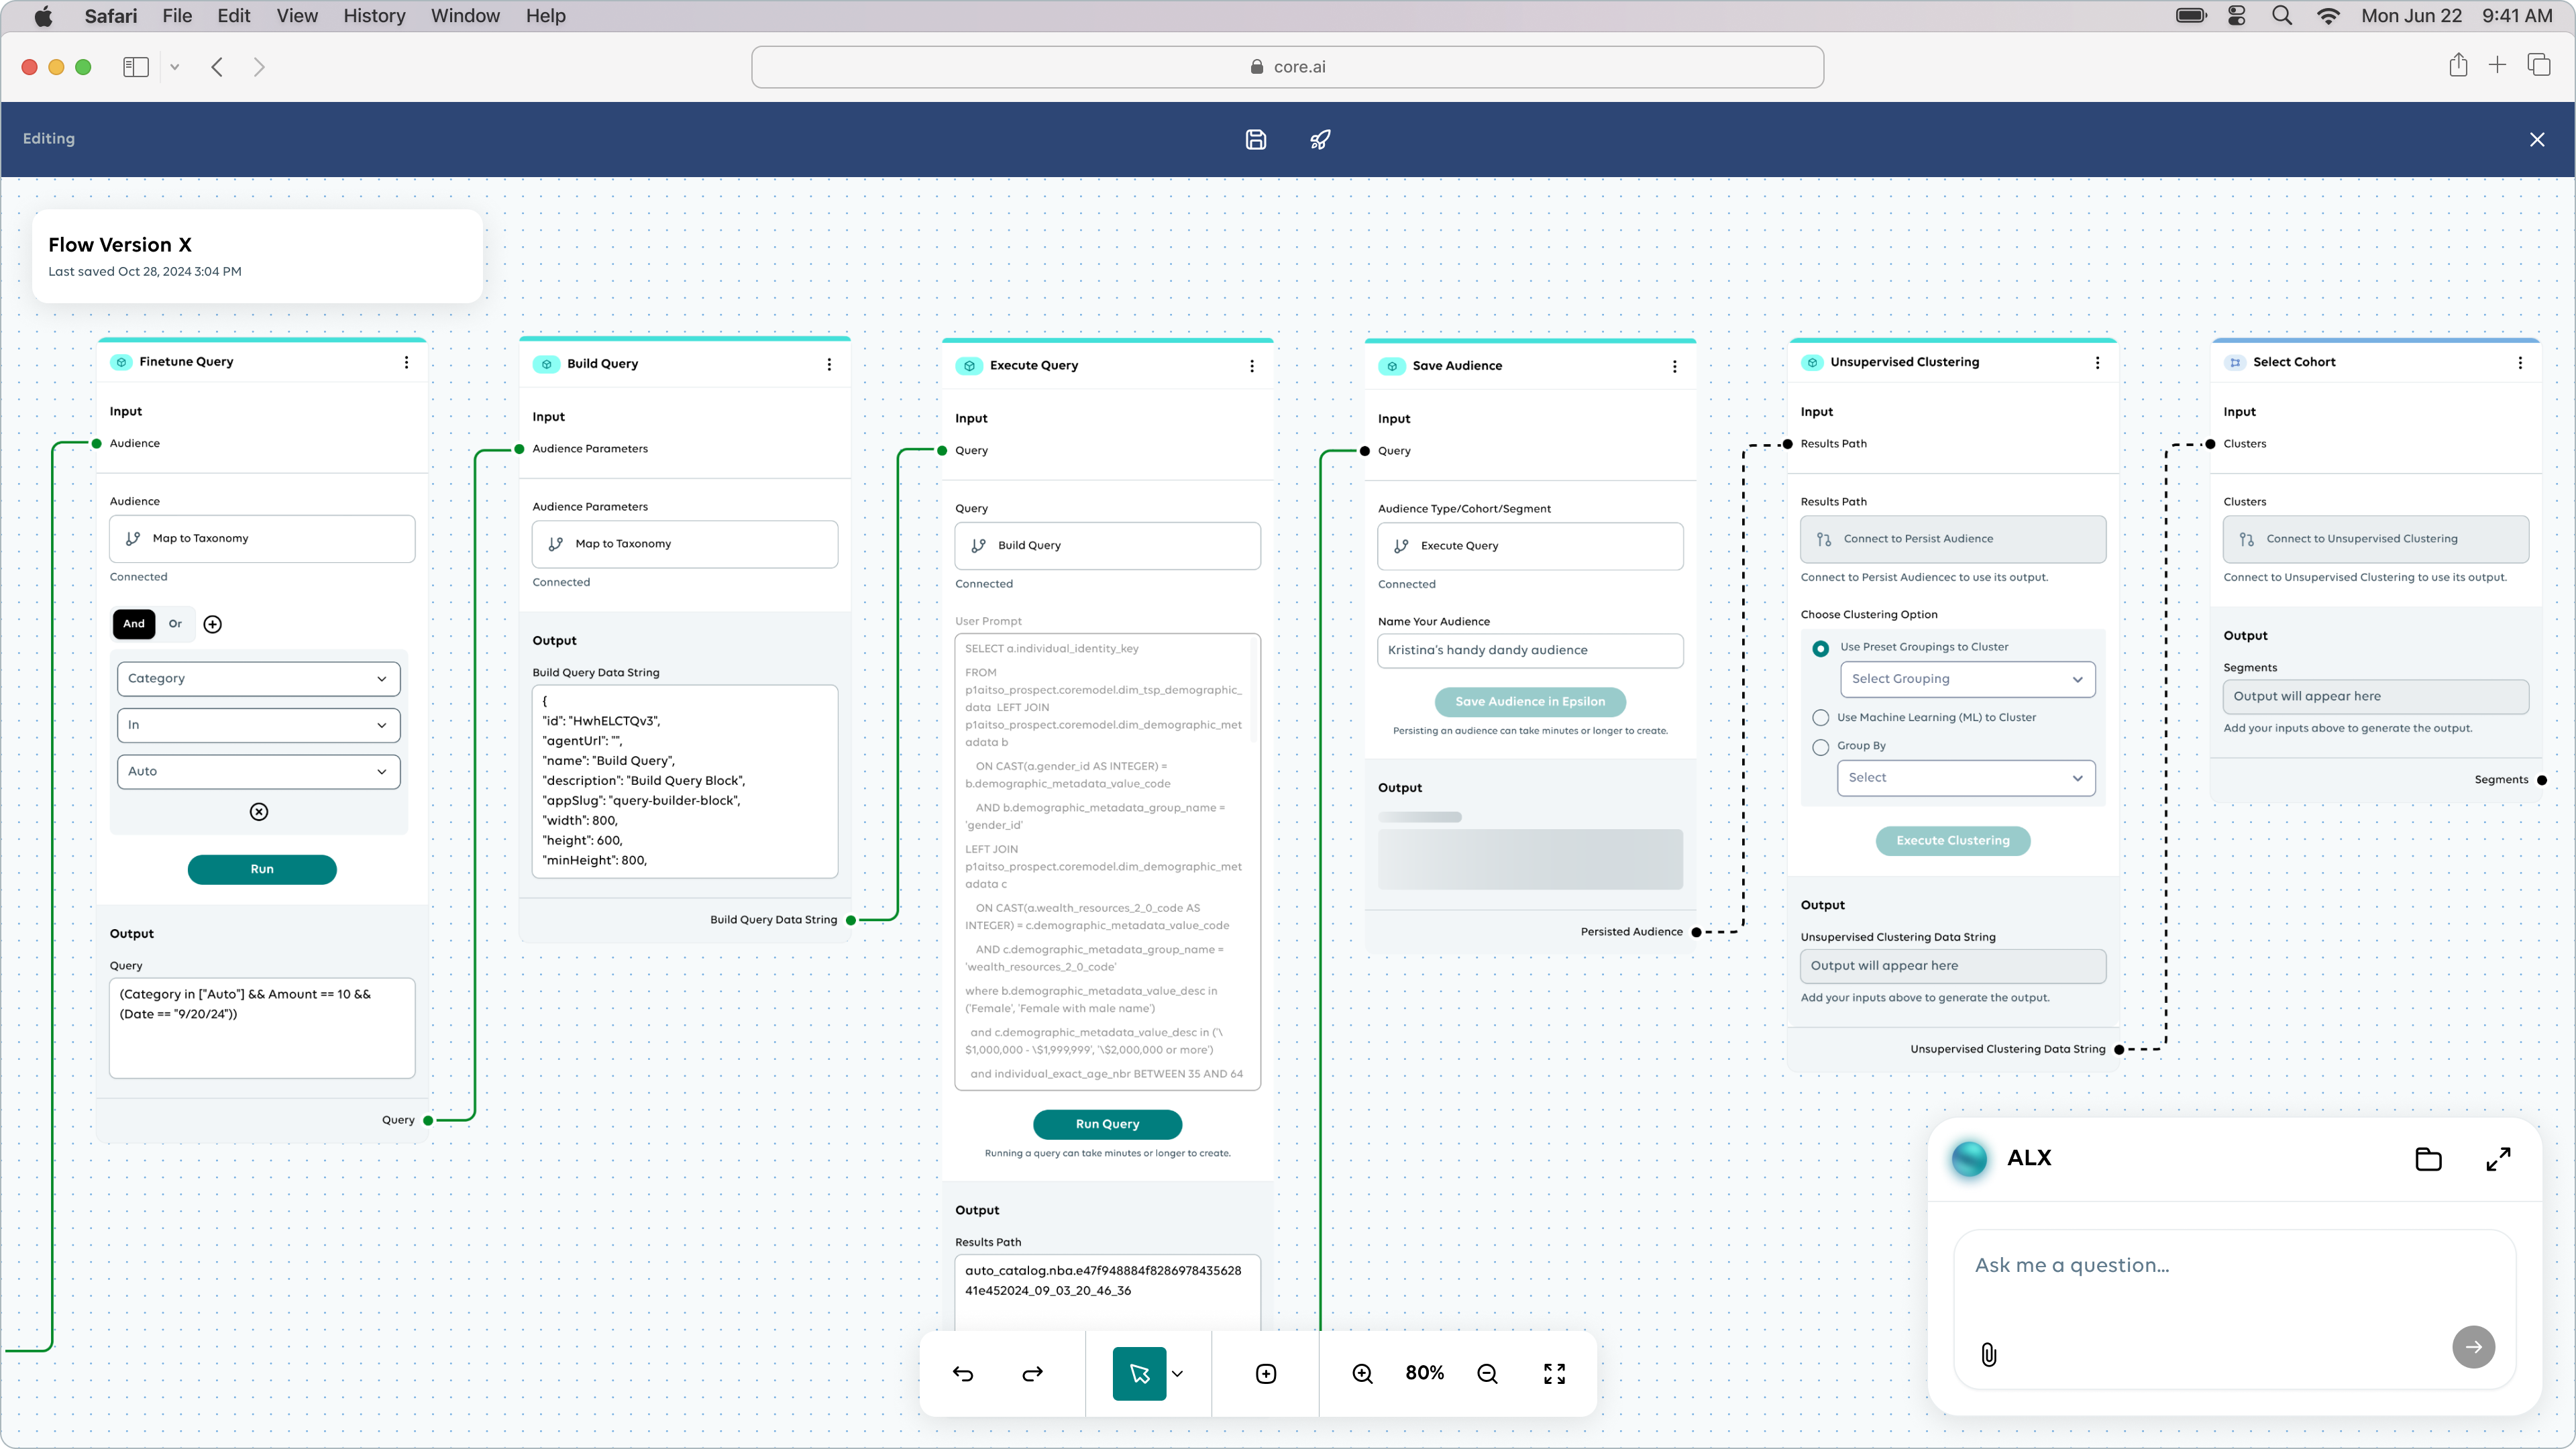 Safari File Edit View History Window Help
Mon Jun 22 9:41 AM
core.ai
Editing
Flow Version X
Last saved Oct 28, 2024 3:04 PM
Finetune Query
Input
Audience
Audience
Map to Taxonomy
Connected
And Or
Category
In
Auto
Run
Output
Query
(Category in ["Auto"] && Amount == 10 &&
(Date == "9/20/24"))
Query
Build Query
Input
Audience Parameters
Audience Parameters
Map to Taxonomy
Connected
Output
Build Query Data String
{
"id": "HwhELCTQv3",
"agentUrl": "",
"name": "Build Query",
"description": "Build Query Block",
"appSlug": "query-builder-block",
"width": 800,
"height": 600,
"minHeight": 800,
Build Query Data String
Execute Query
Input
Query
Query
Build Query
Connected
User Prompt
SELECT a.individual_identity_key
FROM
p1aitso_prospect.coremodel.dim_tsp_demographic_
data LEFT JOIN
p1aitso_prospect.coremodel.dim_demographic_met
adata b
ON CAST(a.gender_id AS INTEGER) =
b.demographic_metadata_value_code
AND b.demographic_metadata_group_name =
'gender_id'
LEFT JOIN
p1aitso_prospect.coremodel.dim_demographic_met
adata c
ON CAST(a.wealth_resources_2_0_code AS
INTEGER) = c.demographic_metadata_value_code
AND c.demographic_metadata_group_name =
'wealth_resources_2_0_code'
where b.demographic_metadata_value_desc in
('Female', 'Female with male name')
and c.demographic_metadata_value_desc in ('\
$1,000,000 - \$1,999,999', '\$2,000,000 or more')
and individual_exact_age_nbr BETWEEN 35 AND 64
Run Query
Running a query can take minutes or longer to create.
Output
Results Path
auto_catalog.nba.e47f948884f8286978435628
41e452024_09_03_20_46_36
Save Audience
Input
Query
Audience Type/Cohort/Segment
Execute Query
Connected
Name Your Audience
Kristina's handy dandy audience
Save Audience in Epsilon
Persisting an audience can take minutes or longer to create.
Output
Persisted Audience
Unsupervised Clustering
Input
Results Path
Results Path
Connect to Persist Audience
Connect to Persist Audiencec to use its output.
Choose Clustering Option
Use Preset Groupings to Cluster
Select Grouping
Use Machine Learning (ML) to Cluster
Group By
Select
Execute Clustering
Output
Unsupervised Clustering Data String
Output will appear here
Add your inputs above to generate the output.
Unsupervised Clustering Data String
Select Cohort
Input
Clusters
Clusters
Connect to Unsupervised Clustering
Connect to Unsupervised Clustering to use its output.
Output
Segments
Output will appear here
Add your inputs above to generate the output.
Segments
ALX
Ask me a question...
80%